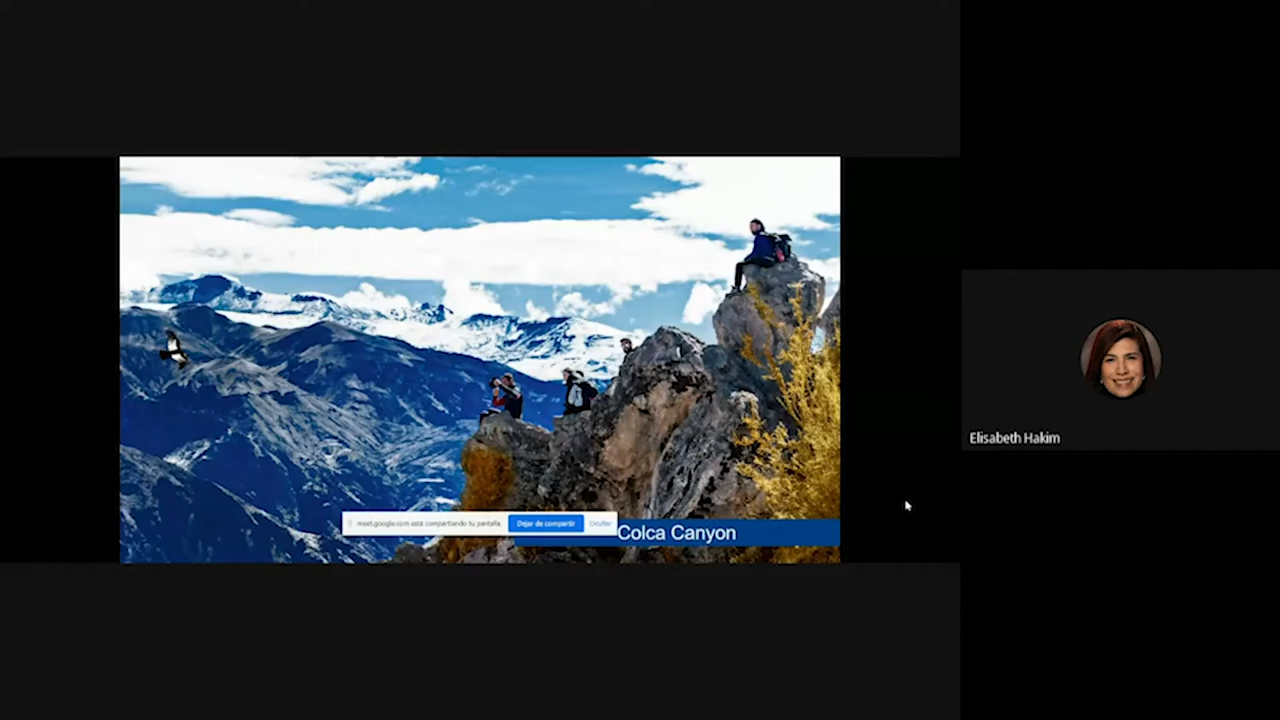 meet.google.com está compartiendo tu pantalla. Dejar de compartir Ocultar
Colca Canyon
Elisabeth Hakim